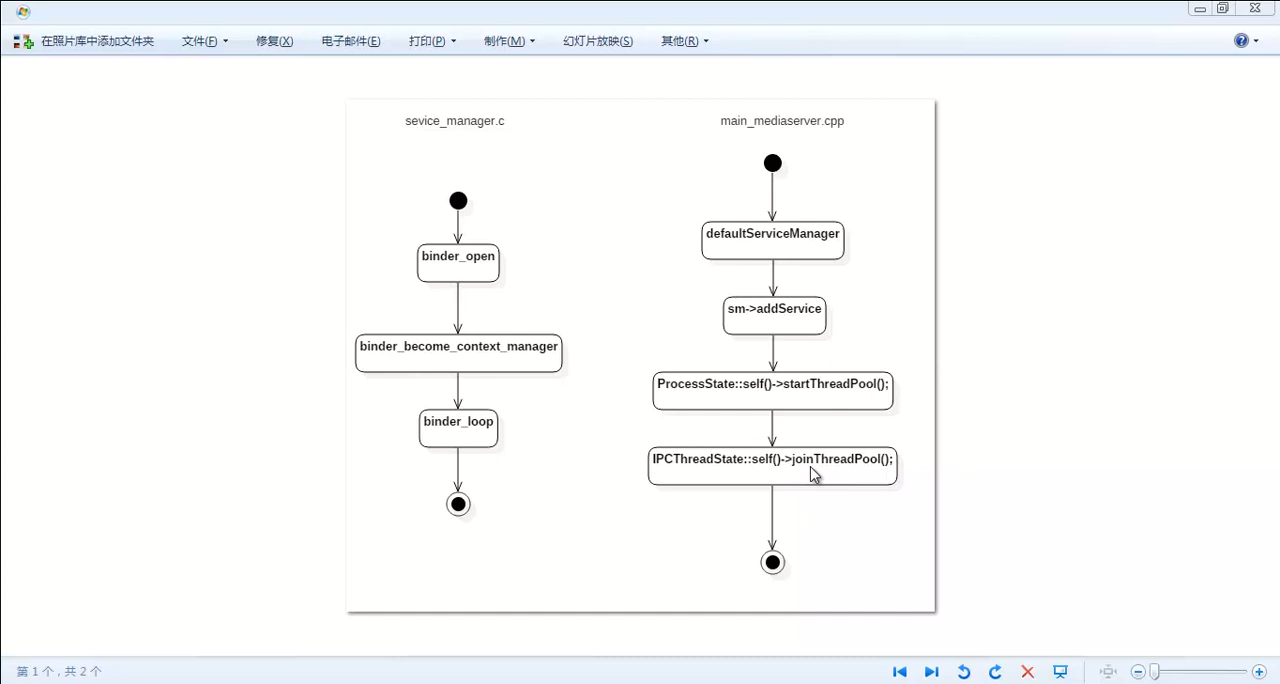 在照片库中添加文件夹 文件(F) 修复(X) 电子邮件(E) 打印(P) 制作(M) 幻灯片放映(S) 其他(R)
sevice_manager.c
binder_open
binder_become_context_manager
binder_loop
main_mediaserver.cpp
defaultServiceManager
sm->addService
ProcessState::self()->startThreadPool();
IPCThreadState::self()->joinThreadPool();
第 1 个，共 2 个